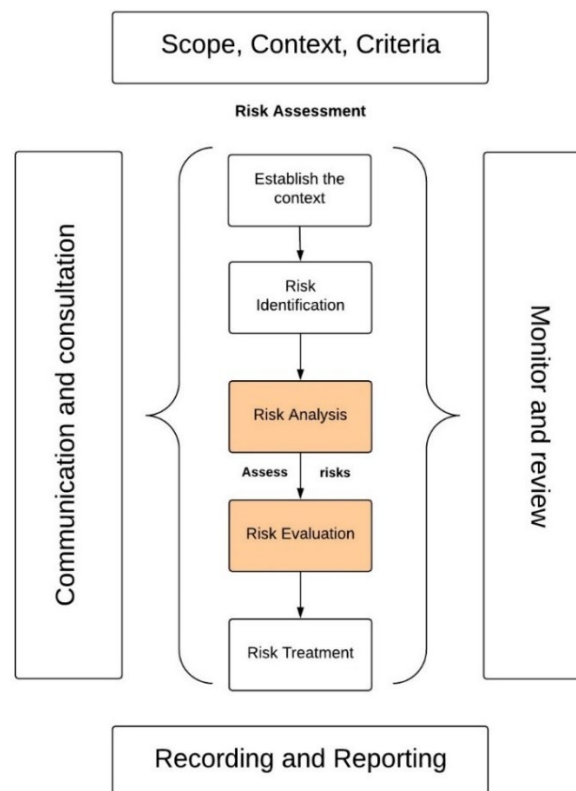 Scope, Context, Criteria
Risk Assessment
Communication and consultation
Establish the
context
Risk
Identification
Risk Analysis
Assess risks
Risk Evaluation
Risk Treatment
Monitor and review
Recording and Reporting